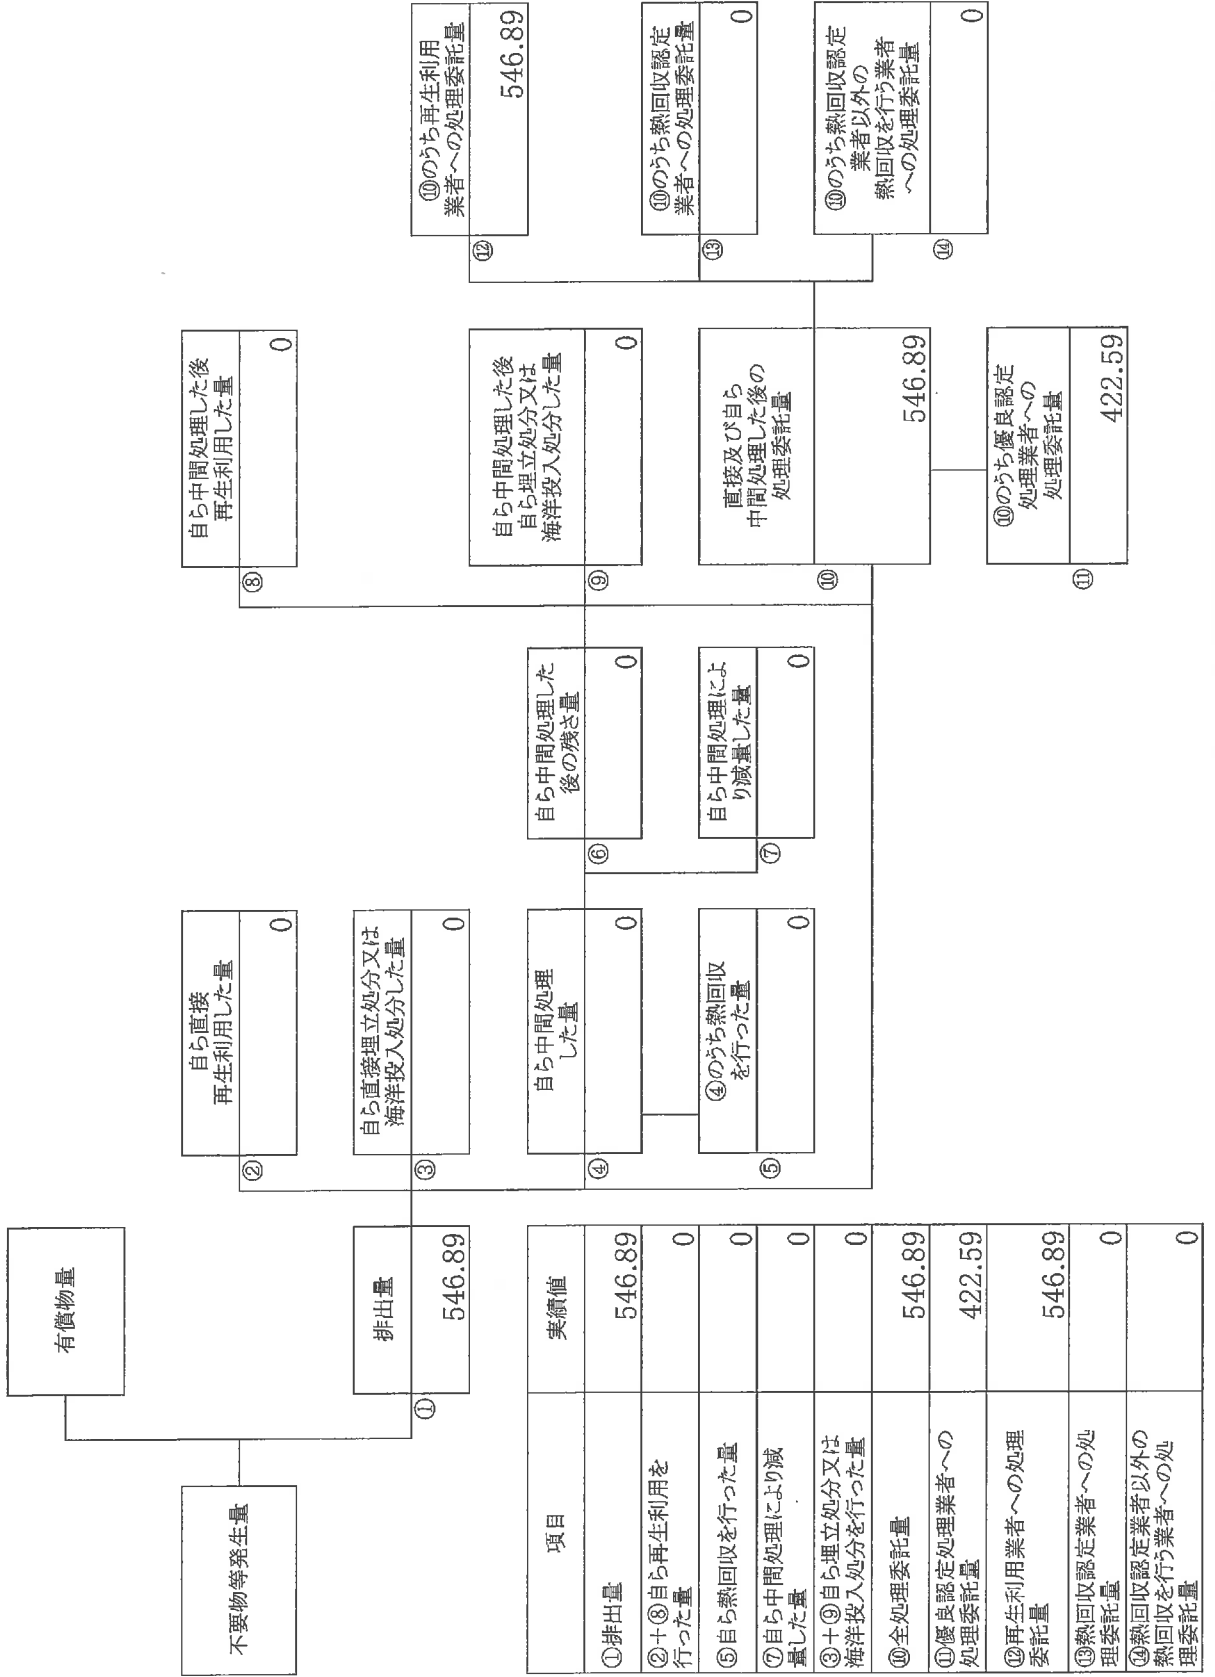 不要物等発生量
有償物量
①
排出量
546.89
②
自ら直接
再生利用した量
0
③
自ら直接埋立処分又は
海洋投入処分した量
0
④
自ら中間処理
した量
0
⑤
④のうち熱回収
を行った量
0
⑥
自ら中間処理した
後の残さ量
0
⑦
自ら中間処理によ
り減量した量
0
⑧
自ら中間処理した後
再生利用した量
0
⑨
自ら中間処理した後
自ら埋立処分又は
海洋投入処分した量
0
⑩
直接及び自ら
中間処理した後の
処理委託量
546.89
⑪
⑩のうち優良認定
処理業者への
処理委託量
422.59
⑫
⑩のうち再生利用
業者への処理委託量
546.89
⑬
⑩のうち熱回収認定
業者への処理委託量
0
⑭
⑩のうち熱回収認定
業者以外の
熱回収を行う業者
への処理委託量
0
項目
実績値
①排出量
546.89
②+⑧自ら再生利用を
行った量
0
⑤自ら熱回収を行った量
0
⑦自ら中間処理により減
量した量
0
③+⑨自ら埋立処分又は
海洋投入処分を行った量
0
⑩全処理委託量
546.89
⑪優良認定処理業者への
処理委託量
422.59
⑫再生利用業者への処理
委託量
546.89
⑬熱回収認定業者への処
理委託量
0
⑭熱回収認定業者以外の
熱回収を行う業者への処
理委託量
0